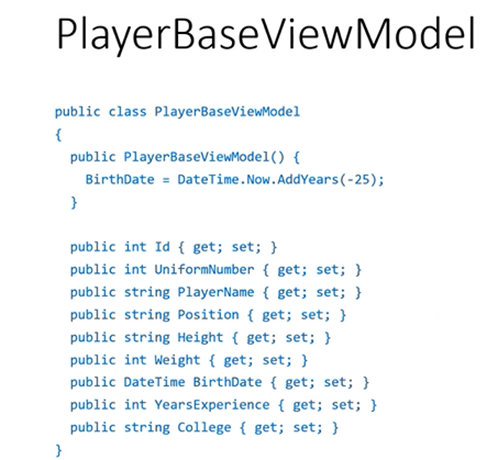 PlayerBaseViewModel
public class PlayerBaseViewModel
{
public PlayerBaseViewModel() {
BirthDate = DateTime.Now.AddYears(-25);
}
public int Id { get; set; }
public int UniformNumber { get; set; }
public string PlayerName { get; set; }
public string Position { get; set; }
public string Height { get; set; }
public int Weight { get; set; }
public DateTime BirthDate { get; set; }
public int YearsExperience { get; set; }
public string College { get; set; }
}